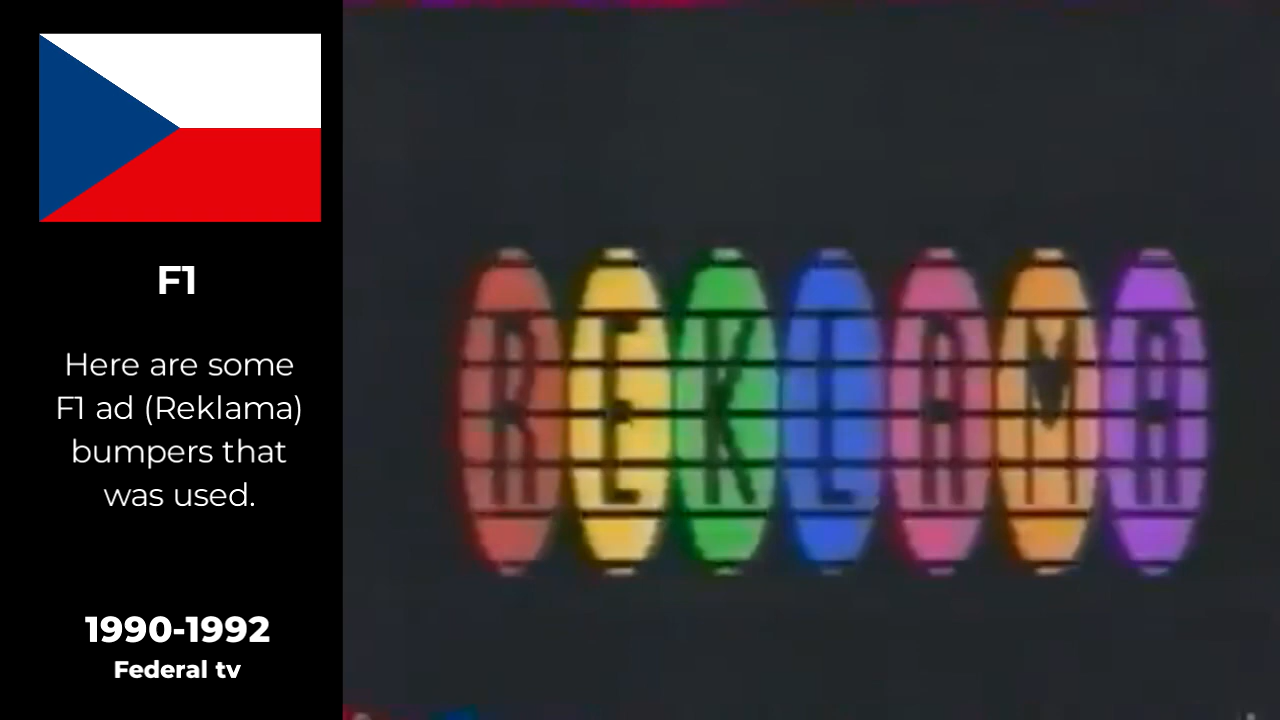 F1
Here are some
F1 ad (Reklama)
bumpers that
was used.
1990-1992
Federal tv
REKLAMA